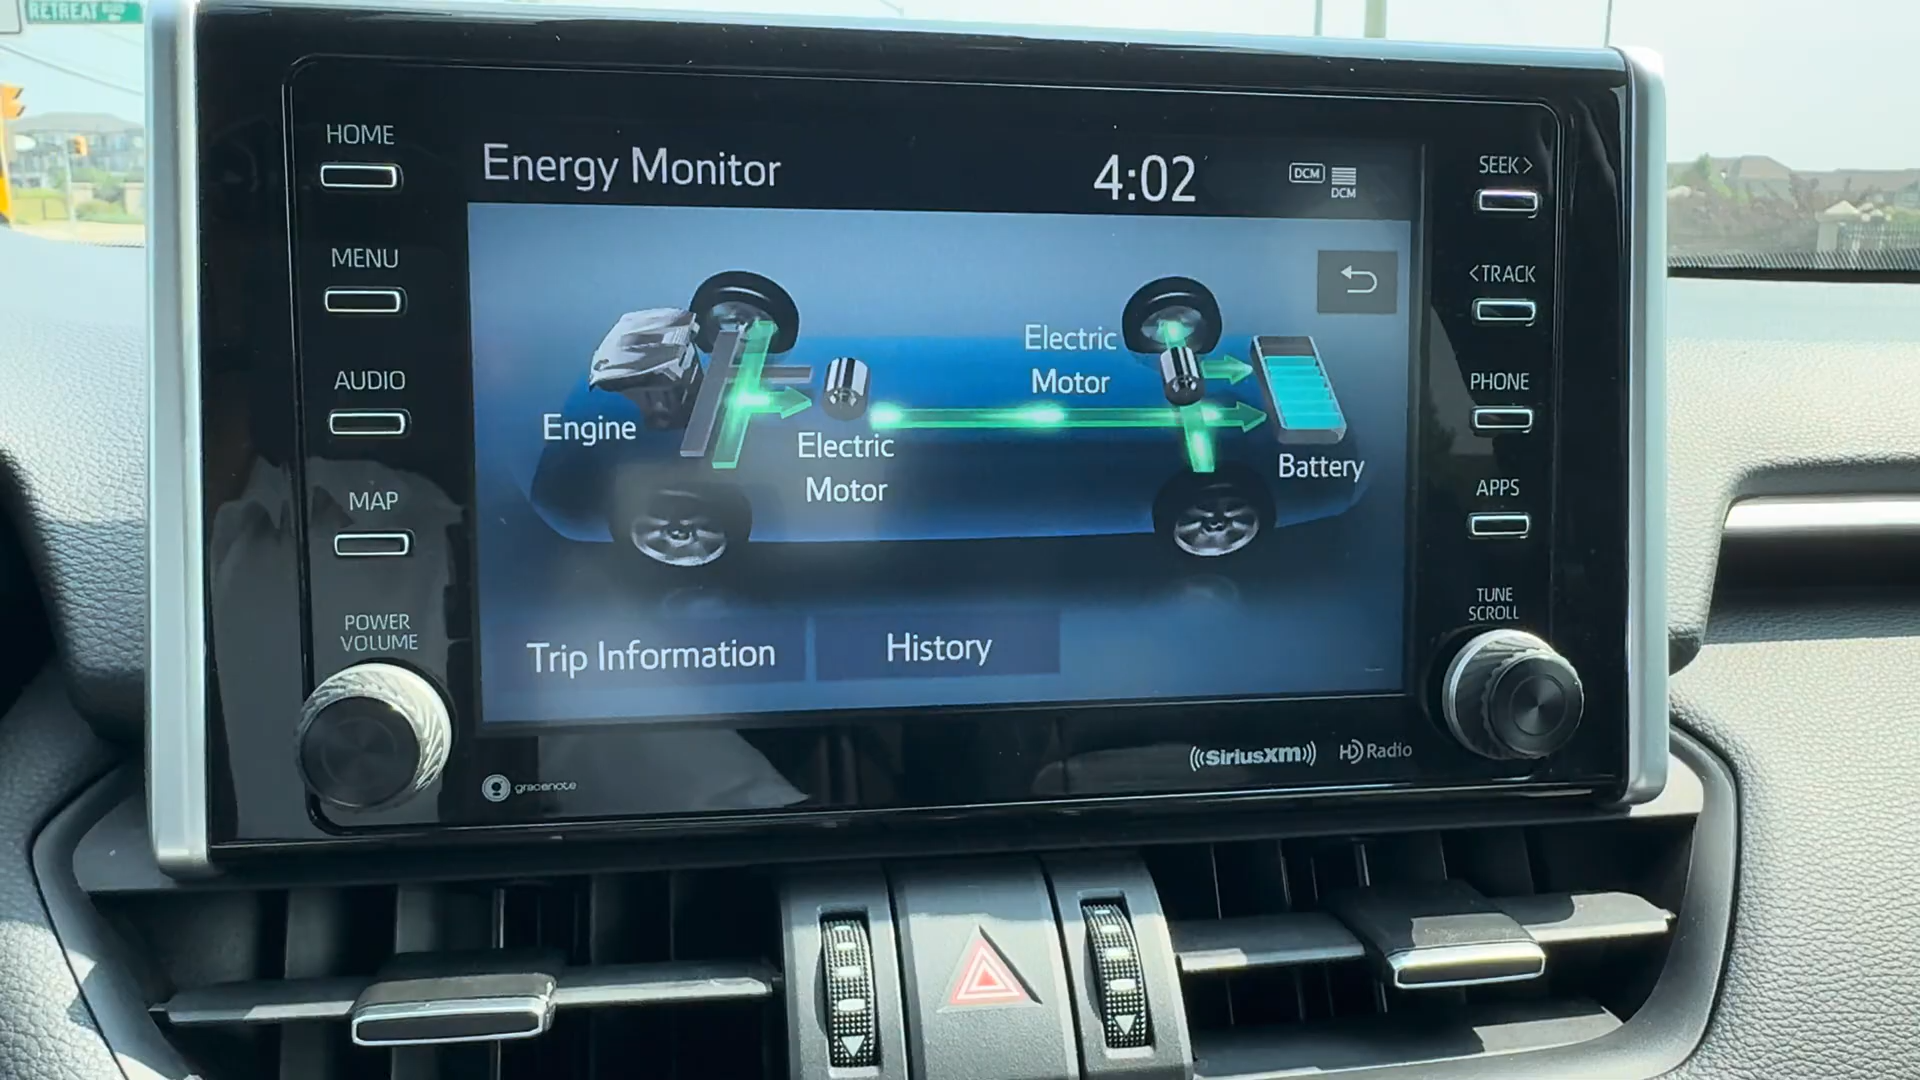 RETREAT
HOME
MENU
AUDIO
MAP
POWER
VOLUME
Energy Monitor
4:02
DCM
DCM
Engine
Electric
Motor
Electric
Motor
Battery
Trip Information
History
SEEK>
<TRACK
PHONE
APPS
TUNE
SCROLL
gracenote
((SiriusXM))
HD Radio